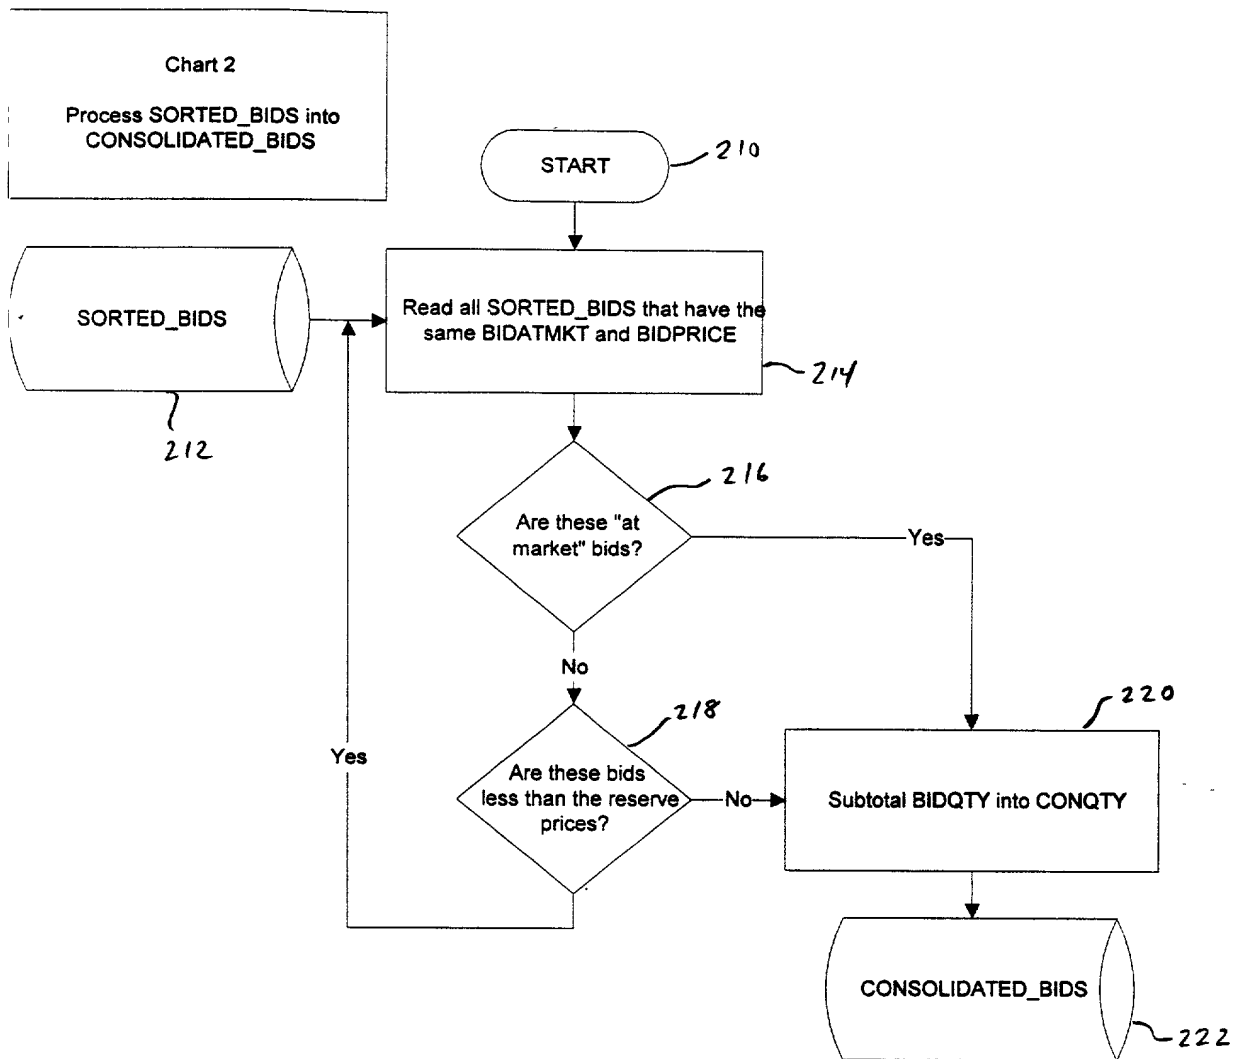 Chart 2
Process SORTED_BIDS into
CONSOLIDATED_BIDS
START
210
SORTED_BIDS
212
Read all SORTED_BIDS that have the
same BIDATMKT and BIDPRICE
214
Are these "at
market" bids?
216
Yes
No
Are these bids
less than the reserve
prices?
218
Yes
No
Subtotal BIDQTY into CONQTY
220
CONSOLIDATED_BIDS
222